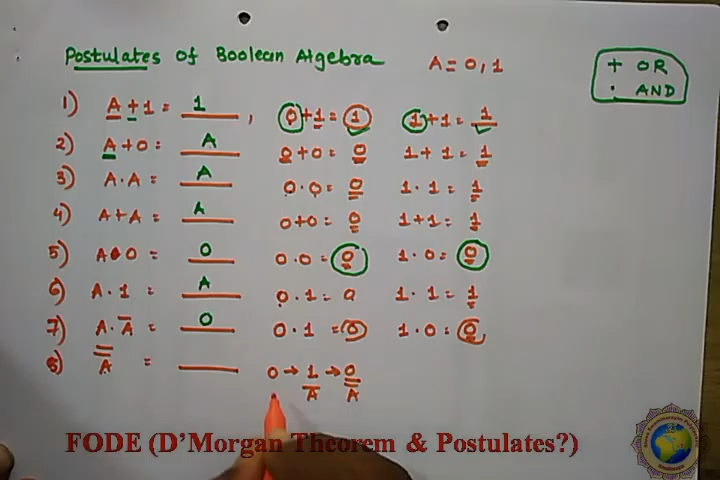 Postulates of Boolean Algebra A = 0, 1
+ OR
· AND
1) A + 1 = 1 , 0 + 1 = 1 1 + 1 = 1
2) A + 0 = A 0 + 0 = 0 1 + 1 = 1
3) A · A = A 0 · 0 = 0 1 · 1 = 1
4) A + A = A 0 + 0 = 0 1 + 1 = 1
5) A · 0 = 0 0 · 0 = 0 1 · 0 = 0
6) A · 1 = A 0 · 1 = 0 1 · 1 = 1
7) A · A̅ = 0 0 · 1 = 0 1 · 0 = 0
8) A̿ = 0 → 1 → 0
A̅ A̿
FODE (D’Morgan Theorem & Postulates?)